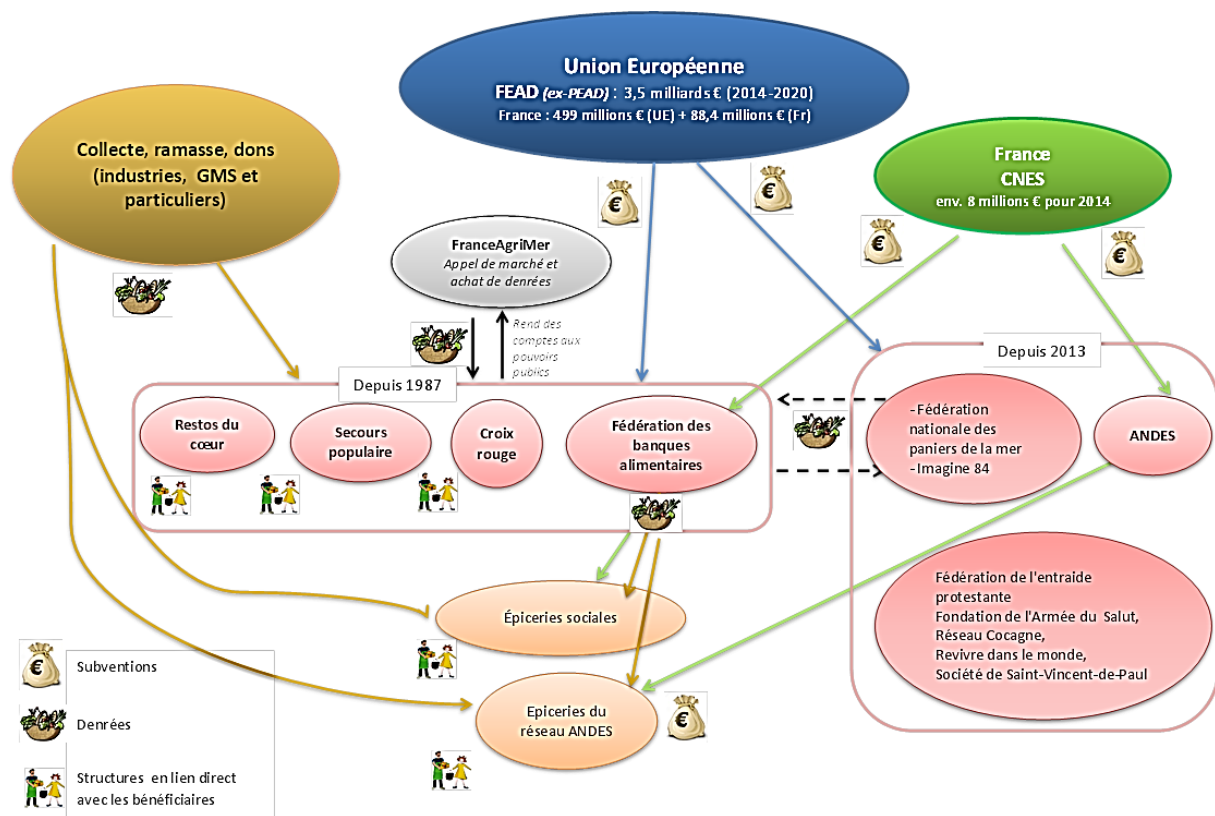 Union Européenne
FEAD (ex-PEAD) : 3,5 milliards € (2014-2020)
France : 499 millions € (UE) + 88,4 millions € (Fr)
Collecte, ramasse, dons
(industries, GMS et
particuliers)
France
CNES
env. 8 millions € pour 2014
FranceAgriMer
Appel de marché et
achat de denrées
Rend des
comptes aux
pouvoirs
publics
Depuis 1987
Depuis 2013
Restos du
cœur
Secours
populaire
Croix
rouge
Fédération des
banques
alimentaires
-Fédération
nationale des
paniers de la mer
-Imagine 84
ANDES
Fédération de l'entraide
protestante
Fondation de l'Armée du Salut,
Réseau Cocagne,
Revivre dans le monde,
Société de Saint-Vincent-de-Paul
Épiceries sociales
Epiceries du
réseau ANDES
€
€
€
€
€
€
Subventions
Denrées
Structures en lien direct
avec les bénéficiaires